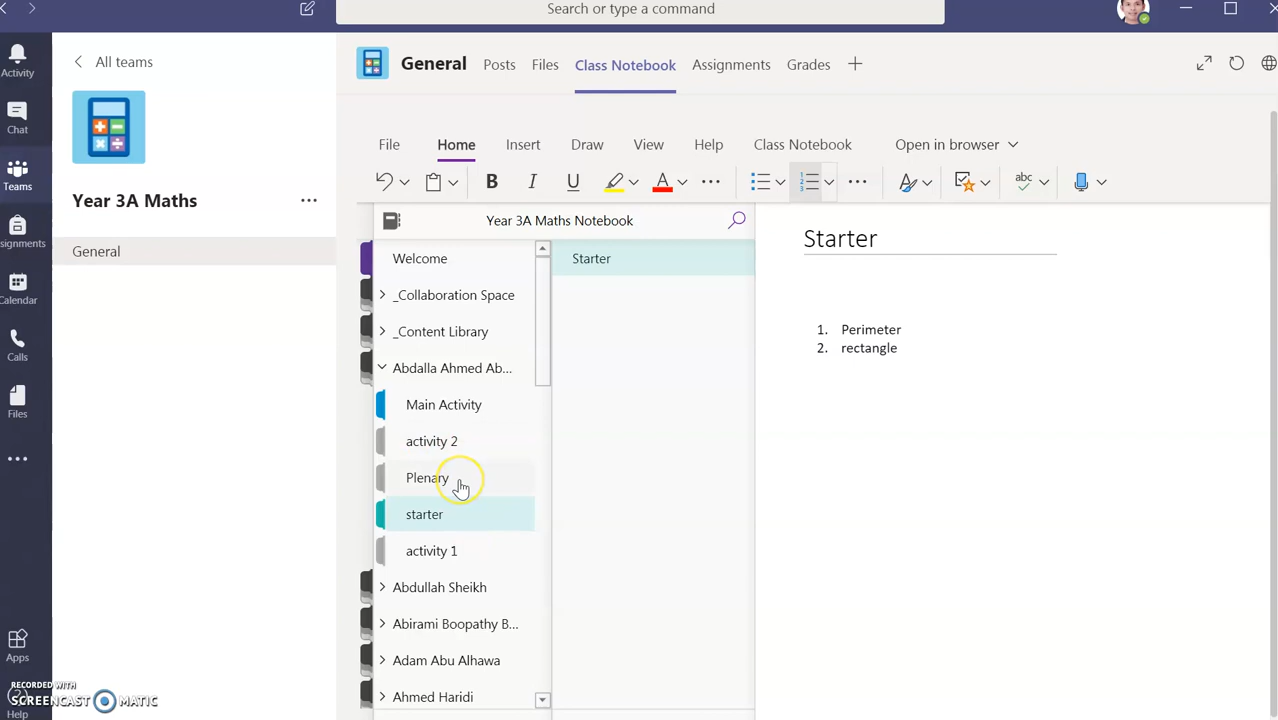 Search or type a command
Activity
Chat
Teams
ssignments
Calendar
Calls
Files
Apps
Help
All teams
Year 3A Maths
General
General
Posts
Files
Class Notebook
Assignments
Grades
File
Home
Insert
Draw
View
Help
Class Notebook
Open in browser
B
I
U
A
abc
Year 3A Maths Notebook
Welcome
_Collaboration Space
_Content Library
Abdalla Ahmed Ab...
Main Activity
activity 2
Plenary
starter
activity 1
Abdullah Sheikh
Abirami Boopathy B...
Adam Abu Alhawa
Ahmed Haridi
Starter
Starter
1. Perimeter
2. rectangle
RECORDED WITH
SCREENCAST MATIC